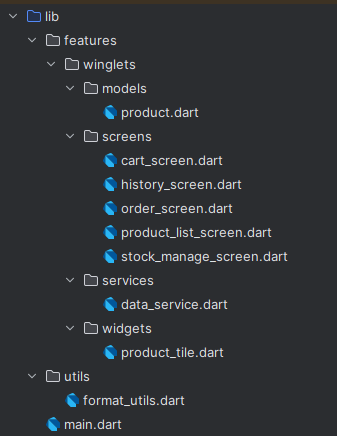 lib
features
winglets
models
product.dart
screens
cart_screen.dart
history_screen.dart
order_screen.dart
product_list_screen.dart
stock_manage_screen.dart
services
data_service.dart
widgets
product_tile.dart
utils
format_utils.dart
main.dart